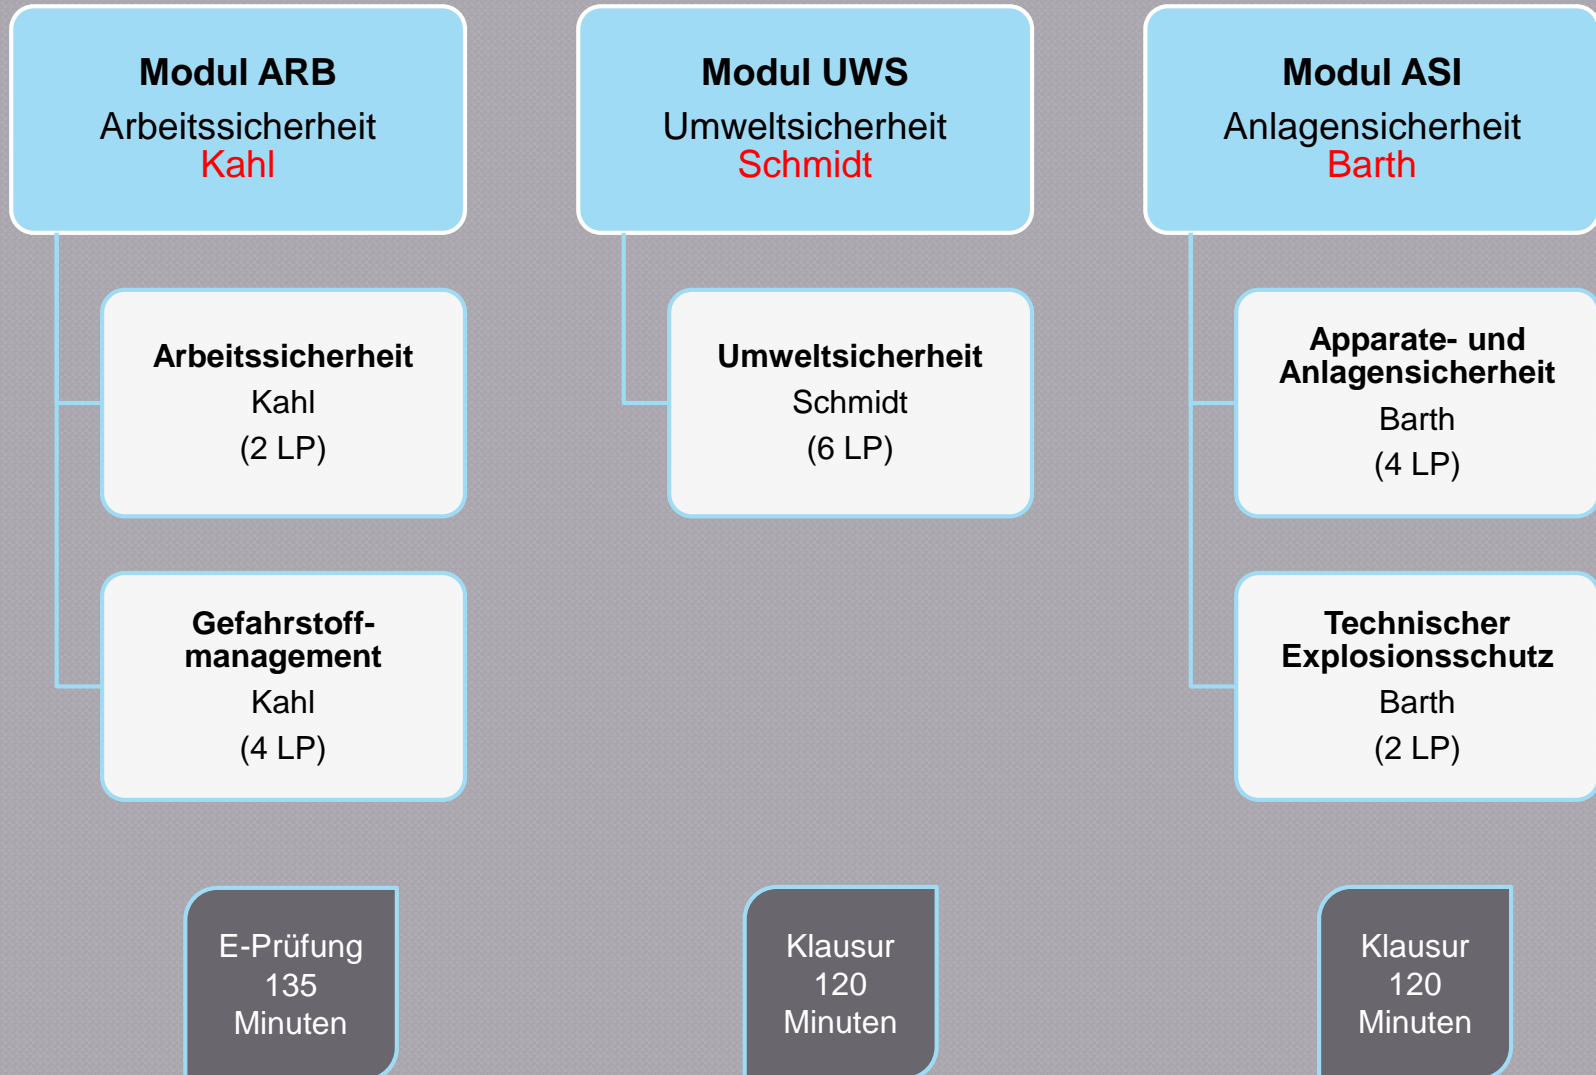 Modul ARB
Arbeitssicherheit
Kahl
Arbeitssicherheit
Kahl
(2 LP)
Gefahrstoff-
management
Kahl
(4 LP)
E-Prüfung
135
Minuten
Modul UWS
Umweltsicherheit
Schmidt
Umweltsicherheit
Schmidt
(6 LP)
Klausur
120
Minuten
Modul ASI
Anlagensicherheit
Barth
Apparate- und
Anlagensicherheit
Barth
(4 LP)
Technischer
Explosionsschutz
Barth
(2 LP)
Klausur
120
Minuten